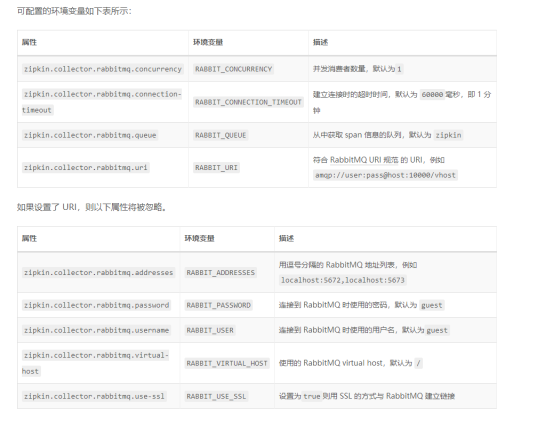 可配置的环境变量如下表所示：
属性 环境变量 描述
zipkin.collector.rabbitmq.concurrency RABBIT_CONCURRENCY 并发消费者数量，默认为 1
zipkin.collector.rabbitmq.connection-
timeout
RABBIT_CONNECTION_TIMEOUT
建立连接时的超时时间，默认为 60000 毫秒，即 1 分
钟
zipkin.collector.rabbitmq.queue RABBIT_QUEUE 从中获取 span 信息的队列，默认为 zipkin
zipkin.collector.rabbitmq.uri RABBIT_URI
符合 RabbitMQ URI 规范 的 URI，例如
amqp://user:pass@host:10000/vhost
如果设置了 URI，则以下属性将被忽略。
属性 环境变量 描述
zipkin.collector.rabbitmq.addresses RABBIT_ADDRESSES
用逗号分隔的 RabbitMQ 地址列表，例如
localhost:5672,localhost:5673
zipkin.collector.rabbitmq.password RABBIT_PASSWORD 连接到 RabbitMQ 时使用的密码，默认为 guest
zipkin.collector.rabbitmq.username RABBIT_USER 连接到 RabbitMQ 时使用的用户名，默认为 guest
zipkin.collector.rabbitmq.virtual-
host
RABBIT_VIRTUAL_HOST 使用的 RabbitMQ virtual host，默认为 /
zipkin.collector.rabbitmq.use-ssl RABBIT_USE_SSL 设置为 true 则用 SSL 的方式与 RabbitMQ 建立链接